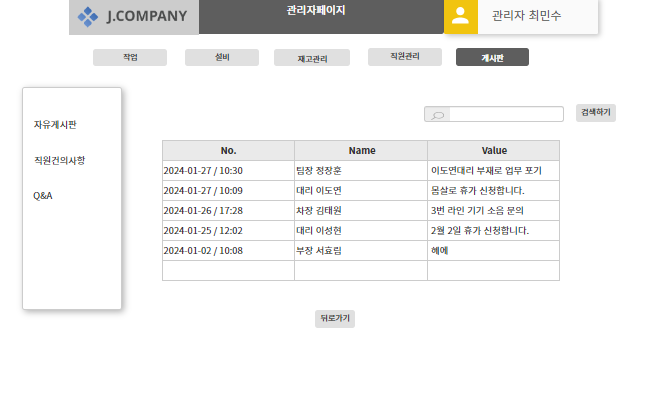 J.COMPANY
관리자페이지
관리자 최민수
작업
설비
재고관리
직원관리
게시판
자유게시판
직원건의사항
Q&A
검색하기
No. Name Value
2024-01-27 / 10:30 팀장 정장훈 이도연대리 부재로 업무 포기
2024-01-27 / 10:09 대리 이도연 몸살로 휴가 신청합니다.
2024-01-26 / 17:28 차장 김태원 3번 라인 기기 소음 문의
2024-01-25 / 12:02 대리 이성현 2월 2일 휴가 신청합니다.
2024-01-02 / 10:08 부장 서효림 헤에
뒤로가기